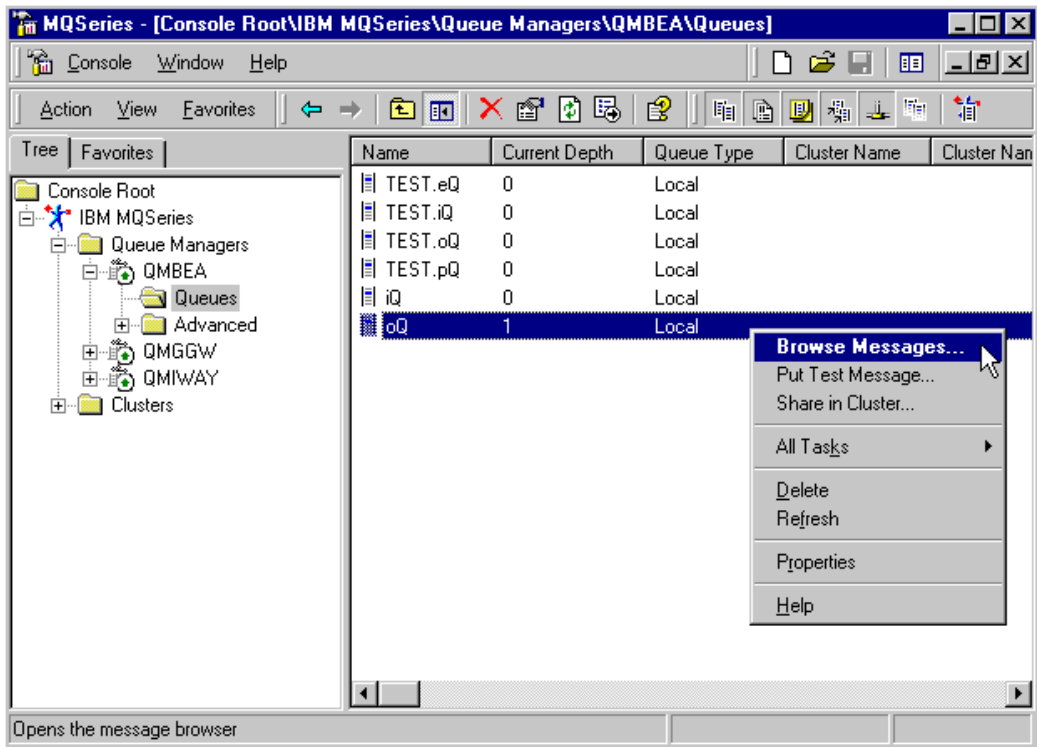 MQSeries - [Console Root\IBM MQSeries\Queue Managers\QMBEA\Queues]
Console Window Help
Action View Favorites
Tree Favorites
Console Root
IBM MQSeries
Queue Managers
QMBEA
Queues
Advanced
QMGGW
QMIWAY
Clusters
Name Current Depth Queue Type Cluster Name Cluster Nan
TEST.eQ 0 Local
TEST.iQ 0 Local
TEST.oQ 0 Local
TEST.pQ 0 Local
iQ 0 Local
oQ 1 Local
Browse Messages...
Put Test Message...
Share in Cluster...
All Tasks
Delete
Refresh
Properties
Help
Opens the message browser